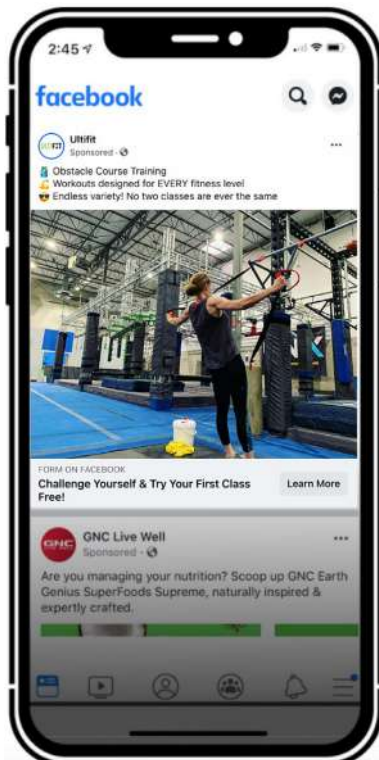 2:45
facebook
ULTIFIT
Ultifit
Sponsored ·
Obstacle Course Training
Workouts designed for EVERY fitness level
Endless variety! No two classes are ever the same
FORM ON FACEBOOK
Challenge Yourself & Try Your First Class
Free!
Learn More
GNC
GNC Live Well
Sponsored ·
Are you managing your nutrition? Scoop up GNC Earth
Genius SuperFoods Supreme, naturally inspired &
expertly crafted.